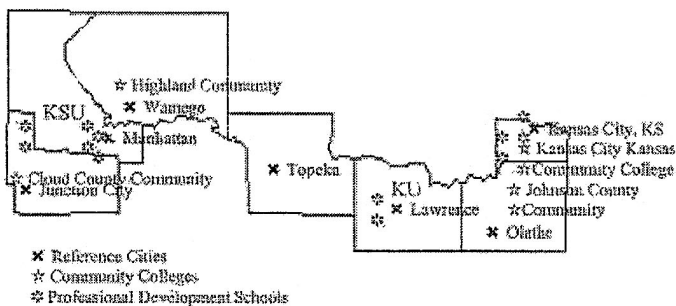 Highland Community
KSU
Wamego
Manhattan
Cloud County Community
Junction City
Topeka
KU
Lawrence
Kansas City, KS
Kansas City Kansas
Community College
Johnson County
Community
Olathe
Reference Cities
Community Colleges
Professional Development Schools